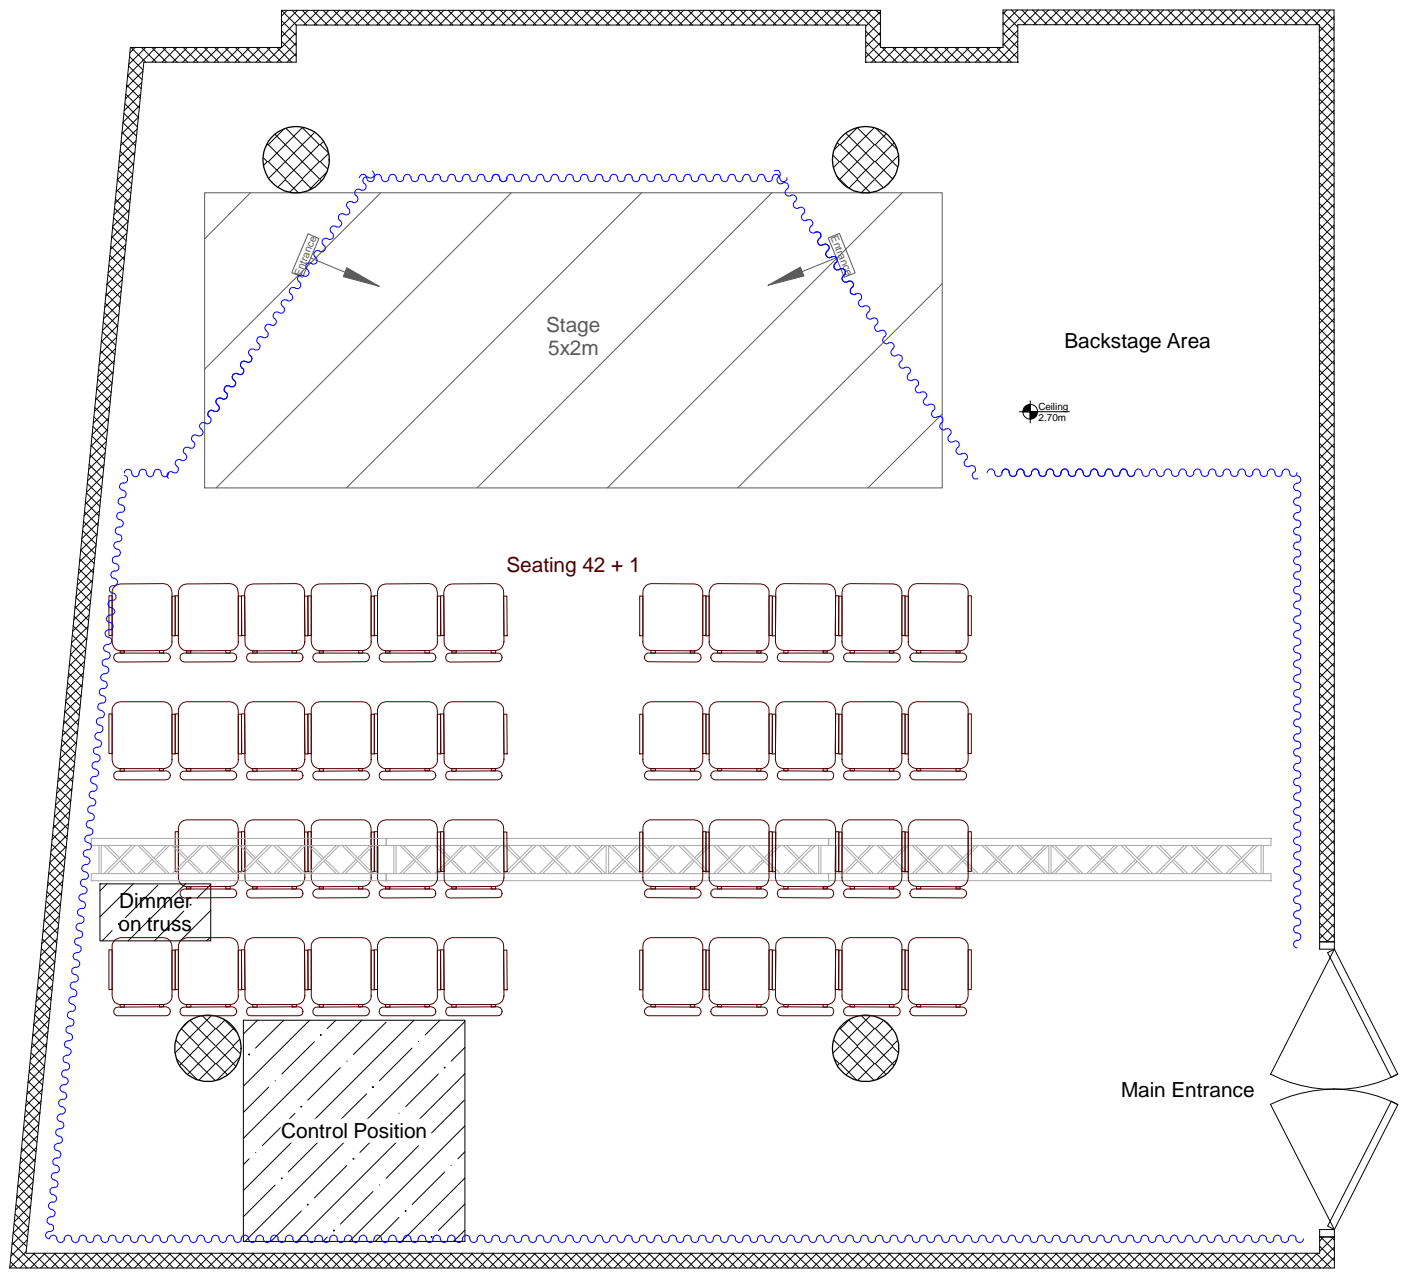 Entrance
Entrance
Stage
5x2m
Backstage Area
Ceiling
2.70m
Seating 42 + 1
Dimmer
on truss
Main Entrance
Control Position